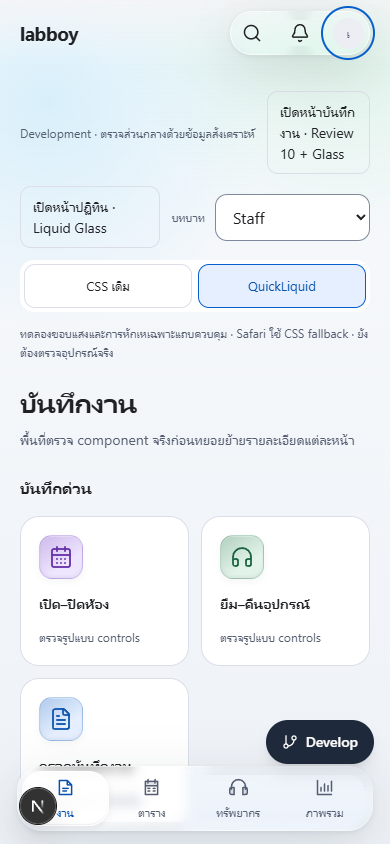 labboy
Development · ตรวจส่วนกลางด้วยข้อมูลสังเคราะห์
เปิดหน้าบันทึก
งาน · Review
10 + Glass
เปิดหน้าปฏิทิน ·
Liquid Glass
บทบาท
Staff
CSS เดิม
QuickLiquid
ทดลองขอบแสงและการหักเหเฉพาะแถบควบคุม · Safari ใช้ CSS fallback · ยัง
ต้องตรวจอุปกรณ์จริง
บันทึกงาน
พื้นที่ตรวจ component จริงก่อนทยอยย้ายรายละเอียดแต่ละหน้า
บันทึกด่วน
เปิด–ปิดห้อง
ตรวจรูปแบบ controls
ยืม–คืนอุปกรณ์
ตรวจรูปแบบ controls
Develop
N
งาน
ตาราง
ทรัพยากร
ภาพรวม